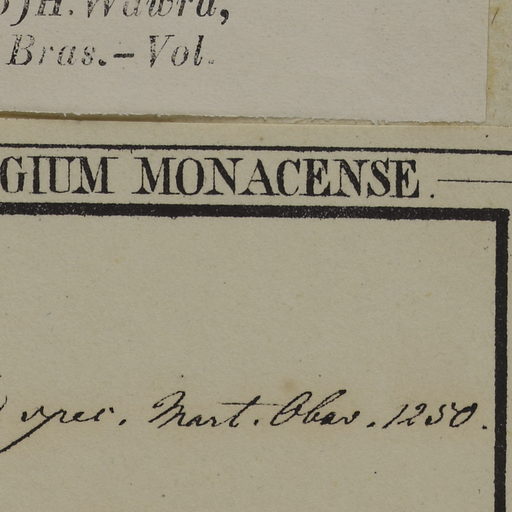 H. Wawra,
Bras. – Vol.
GIUM MONACENSE.
spec. Mart. Obs. 1250.